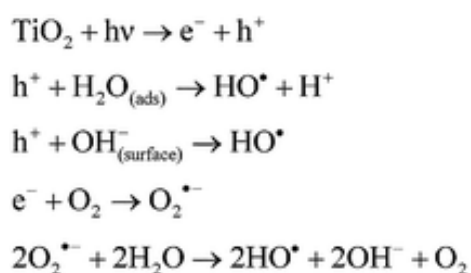 TiO₂ + hν → e⁻ + h⁺
h⁺ + H₂O₍ads₎ → HO• + H⁺
h⁺ + OH⁻(surface) → HO•
e⁻ + O₂ → O₂•⁻
2O₂•⁻ + 2H₂O → 2HO• + 2OH⁻ + O₂